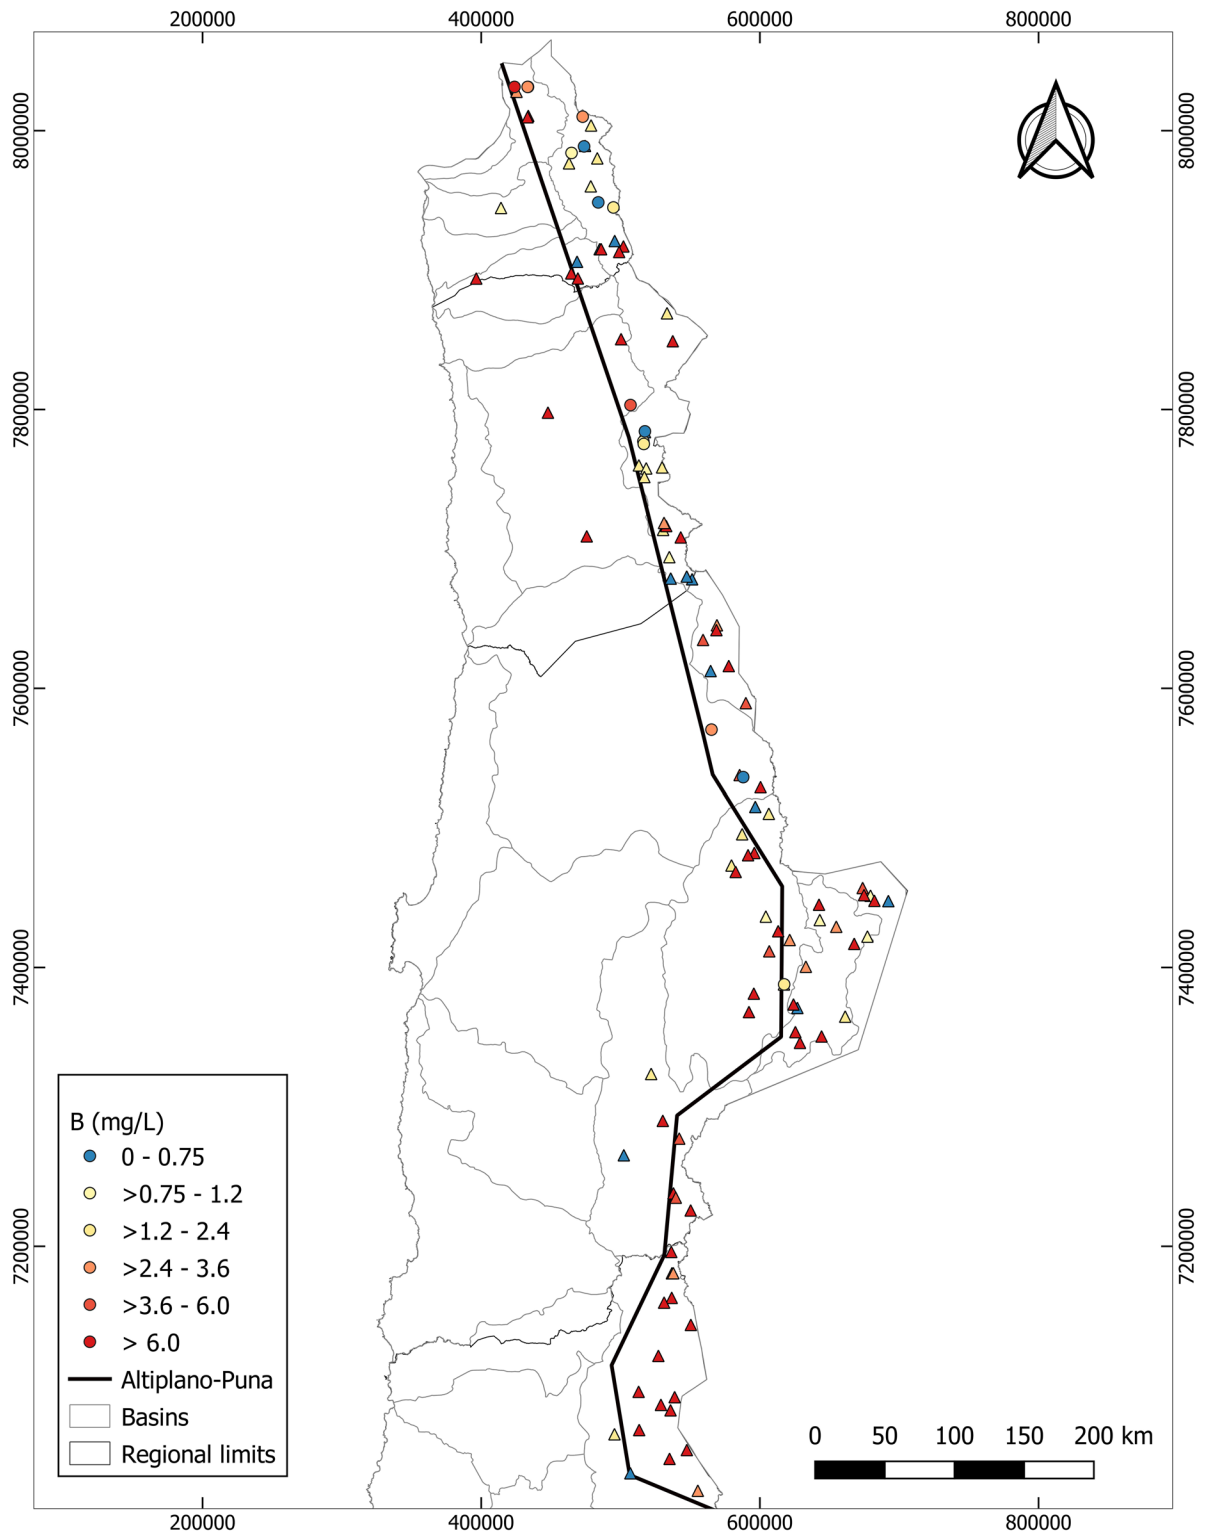 200000 400000 600000 800000
8000000 8000000
7800000 7800000
7600000 7600000
7400000 7400000
7200000 7200000
B (mg/L)
0 - 0.75
>0.75 - 1.2
>1.2 - 2.4
>2.4 - 3.6
>3.6 - 6.0
> 6.0
Altiplano-Puna
Basins
Regional limits
0 50 100 150 200 km
200000 400000 600000 800000